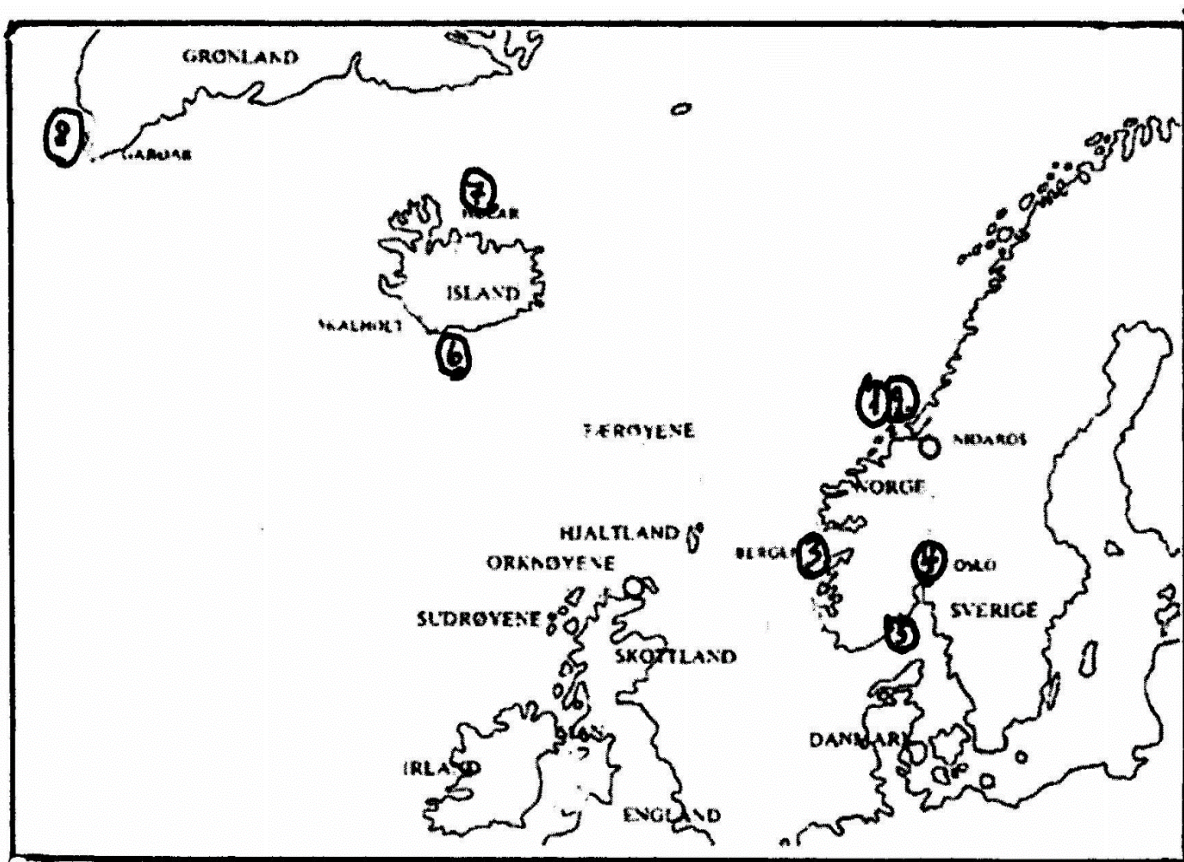 GRØNLAND
8
GARDAR
7
HOLAR
ISLAND
SKALHOLT
6
1 2
FÆRØYENE
NIDAROS
NORGE
HJALTLAND
BERGE
3
4
OSLO
ORKNØYENE
SUDRØYENE
SVERIGE
5
SKOTTLAND
DANMARK
IRLAND
ENGLAND